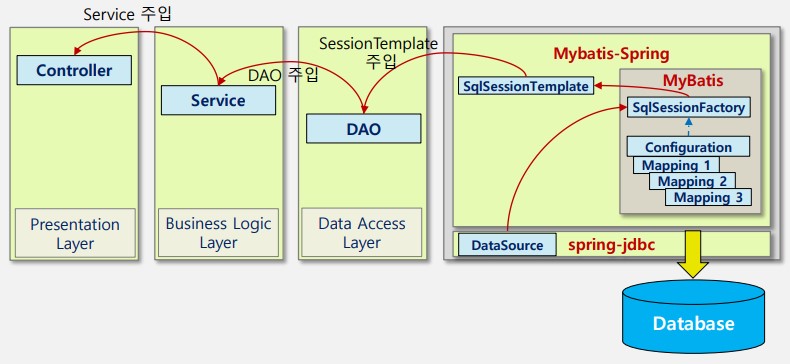 Service 주입
Controller
Presentation
Layer
Service
Business Logic
Layer
DAO 주입
DAO
Data Access
Layer
SessionTemplate
주입
Mybatis-Spring
SqlSessionTemplate
MyBatis
SqlSessionFactory
Configuration
Mapping 1
Mapping 2
Mapping 3
DataSource
spring-jdbc
Database